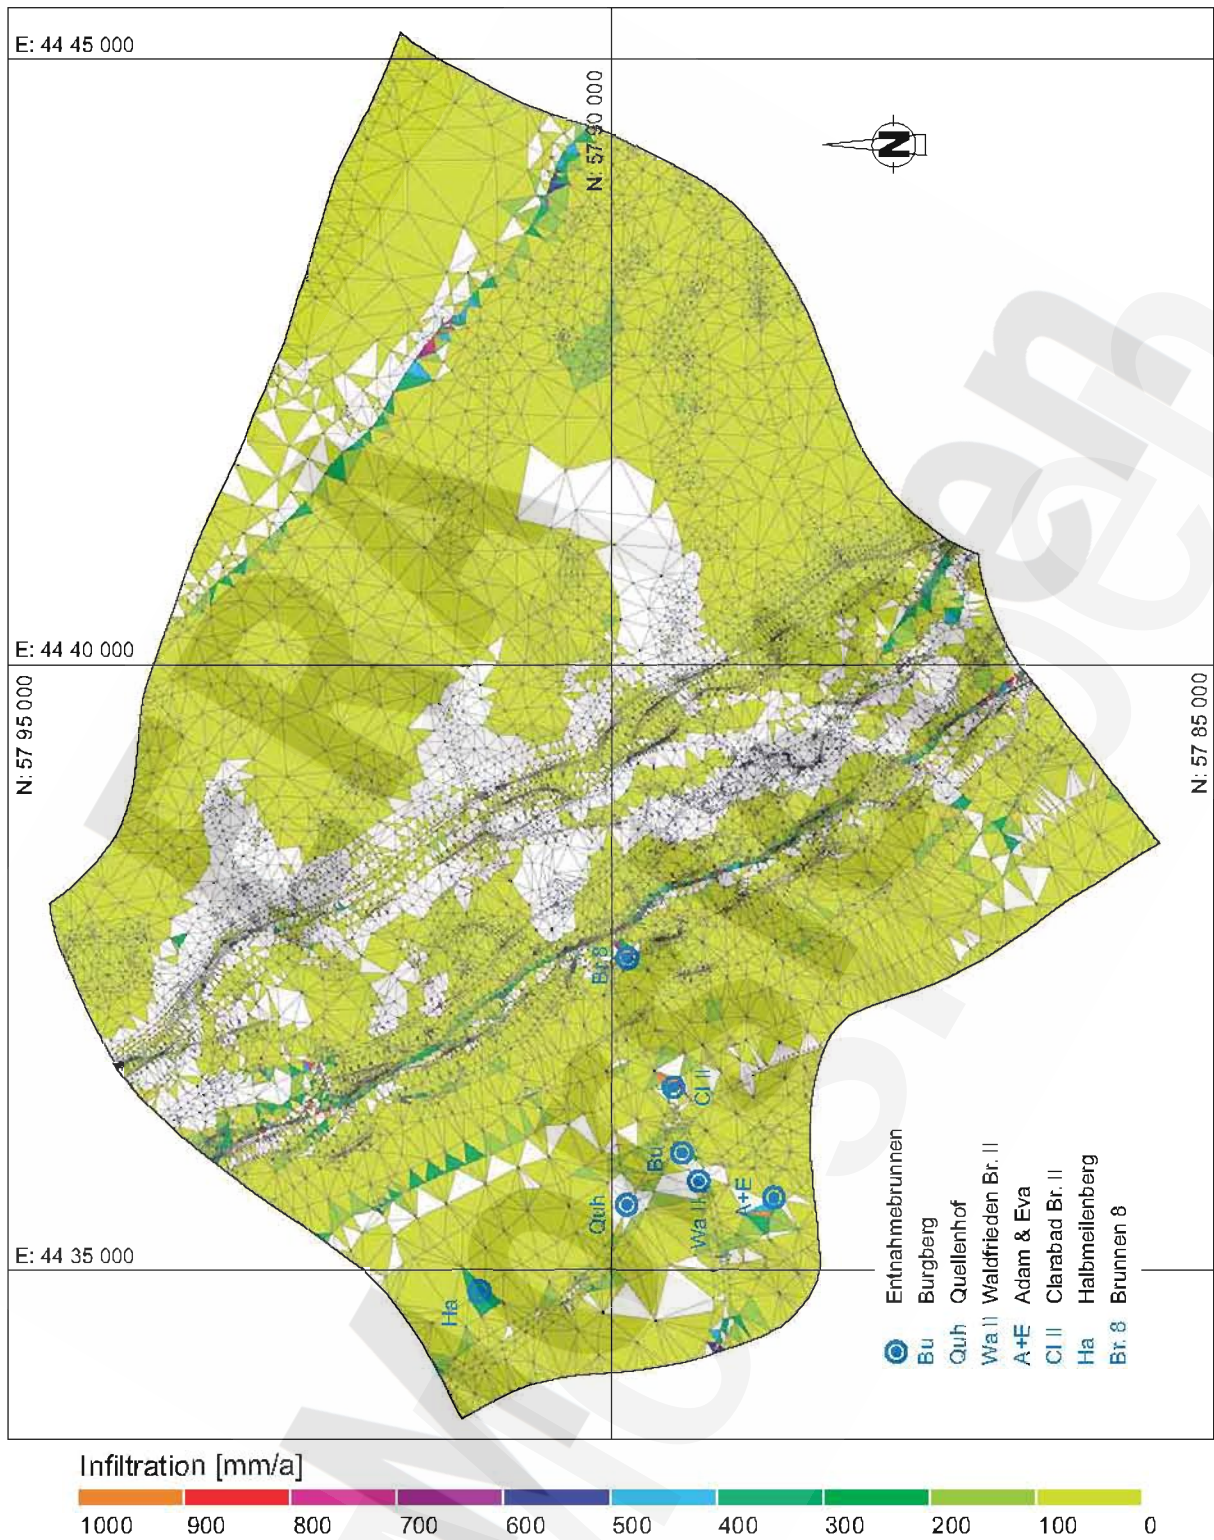 E: 44 45 000
N: 57 90 000
N
E: 44 40 000
N: 57 95 000
N: 57 85 000
Br. 8
Cl II
Bu
Wa II
Quh
A+E
E: 44 35 000
Ha
Entnahmebrunnen
Bu Burgberg
Quh Quellenhof
Wa II Waldfrieden Br. II
A+E Adam & Eva
Cl II Clarabad Br. II
Ha Halbmeilenberg
Br. 8 Brunnen 8
Infiltration [mm/a]
1000 900 800 700 600 500 400 300 200 100 0